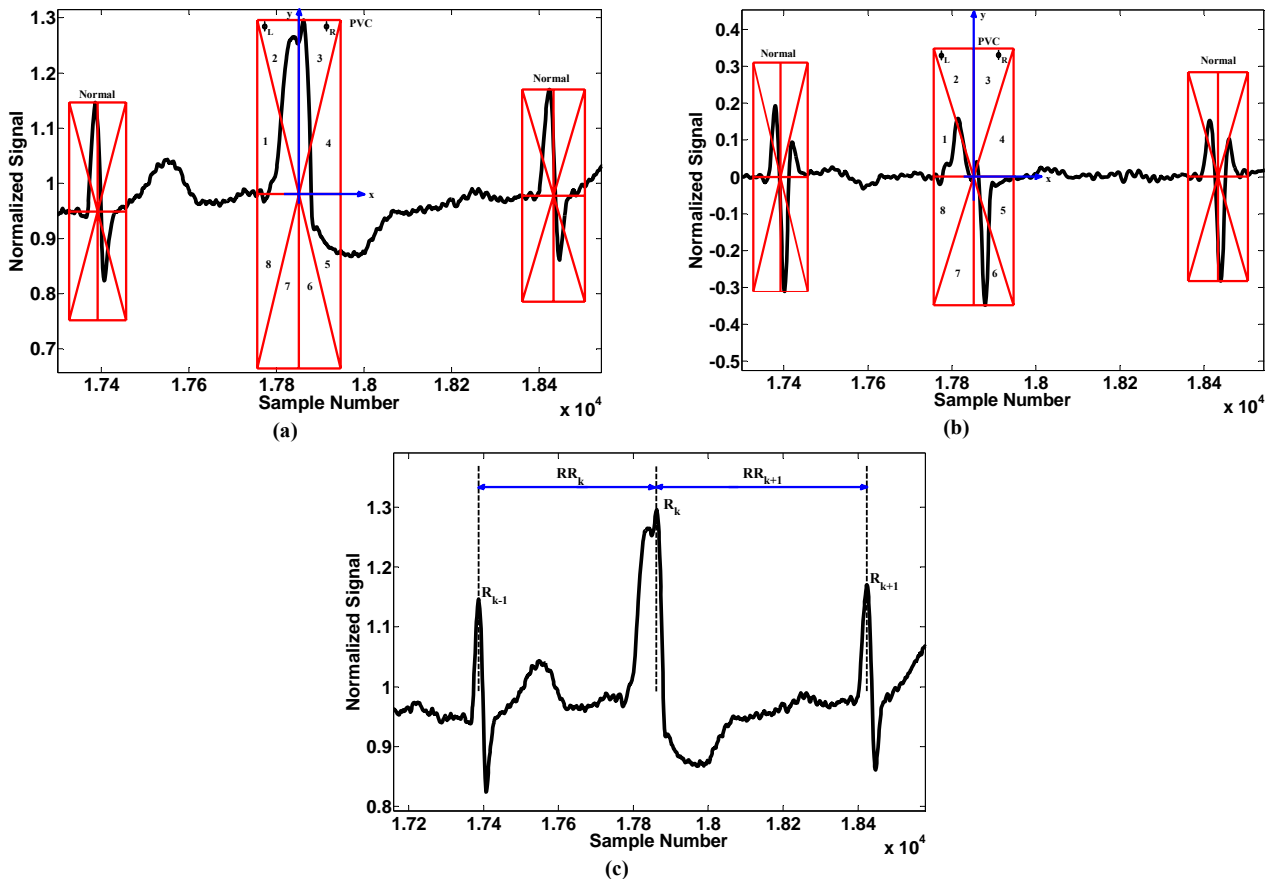 1.3
1.2
1.1
1
0.9
0.8
0.7
Normalized Signal
Normal
y
ϕL
ϕR
PVC
2
3
1
4
x
8
5
7
6
Normal
1.74
1.76
1.78
1.8
1.82
1.84
Sample Number
x 10^4
(a)
0.5
0.4
0.3
0.2
0.1
0
-0.1
-0.2
-0.3
-0.4
-0.5
Normalized Signal
Normal
y
PVC
ϕL
ϕR
2
3
1
4
x
8
5
7
6
Normal
1.74
1.76
1.78
1.8
1.82
1.84
Sample Number
x 10^4
(b)
1.3
1.2
1.1
1
0.9
0.8
Normalized Signal
RRk
RRk+1
Rk-1
Rk
Rk+1
1.72
1.74
1.76
1.78
1.8
1.82
1.84
Sample Number
x 10^4
(c)